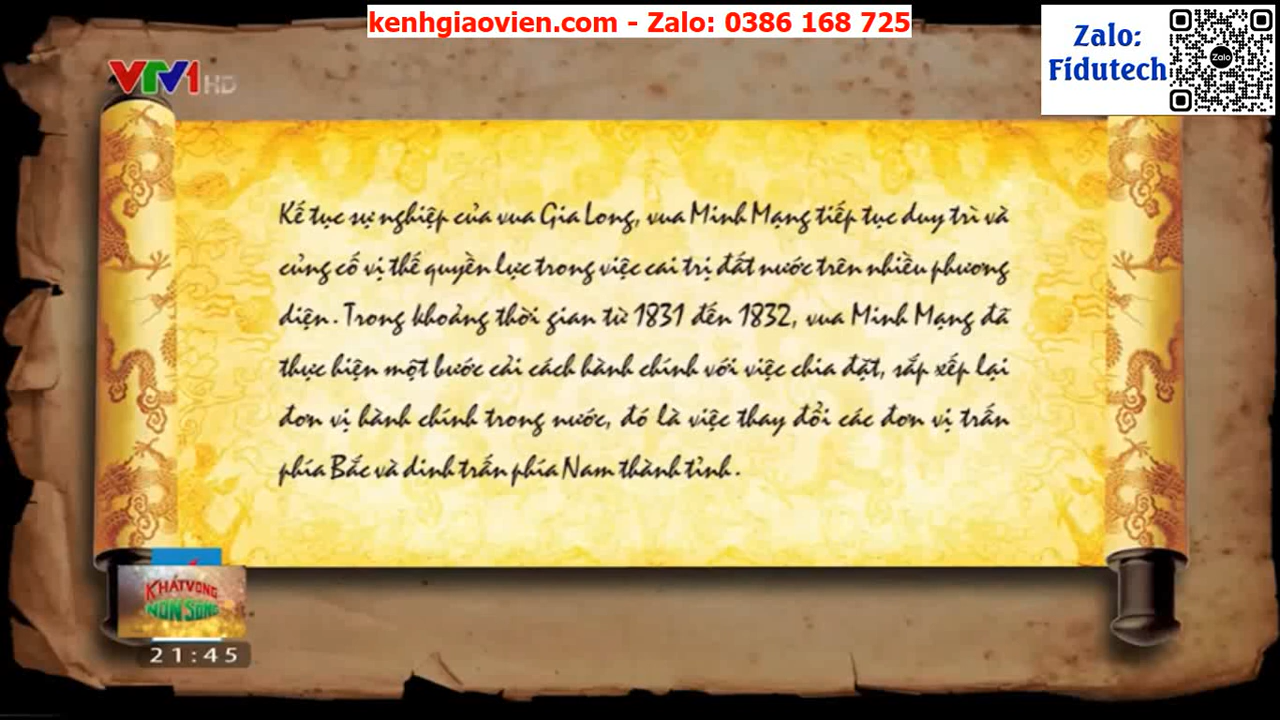 kenhgiaovien.com - Zalo: 0386 168 725
Zalo:
Fidutech
Zalo
VTV1 HD
Kế tục sự nghiệp của vua Gia Long, vua Minh Mạng tiếp tục duy trì và
củng cố vị thế quyền lực trong việc cai trị đất nước trên nhiều phương
diện. Trong khoảng thời gian từ 1831 đến 1832, vua Minh Mạng đã
thực hiện một bước cải cách hành chính với việc chia đặt, sắp xếp lại
đơn vị hành chính trong nước, đó là việc thay đổi các đơn vị trấn
phía Bắc và dinh trấn phía Nam thành tỉnh.
KHÁT VỌNG
NON SÔNG
21:45